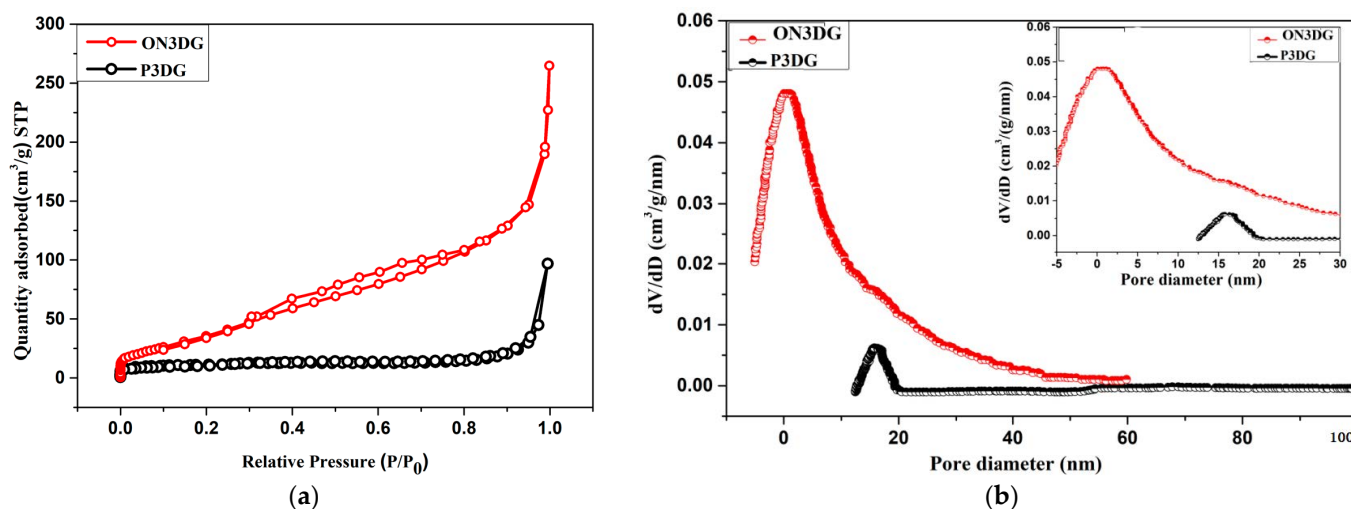 300
250
200
150
100
50
0
Quantity adsorbed(cm³/g) STP
ON3DG
P3DG
0.0 0.2 0.4 0.6 0.8 1.0
Relative Pressure (P/P₀)
(a)
0.06
0.05
0.04
0.03
0.02
0.01
0.00
dV/dD (cm³/g/nm)
ON3DG
P3DG
0 20 40 60 80 100
Pore diameter (nm)
0.06
0.05
0.04
0.03
0.02
0.01
0.00
dV/dD (cm³/(g/nm))
ON3DG
P3DG
-5 0 5 10 15 20 25 30
Pore diameter (nm)
(b)